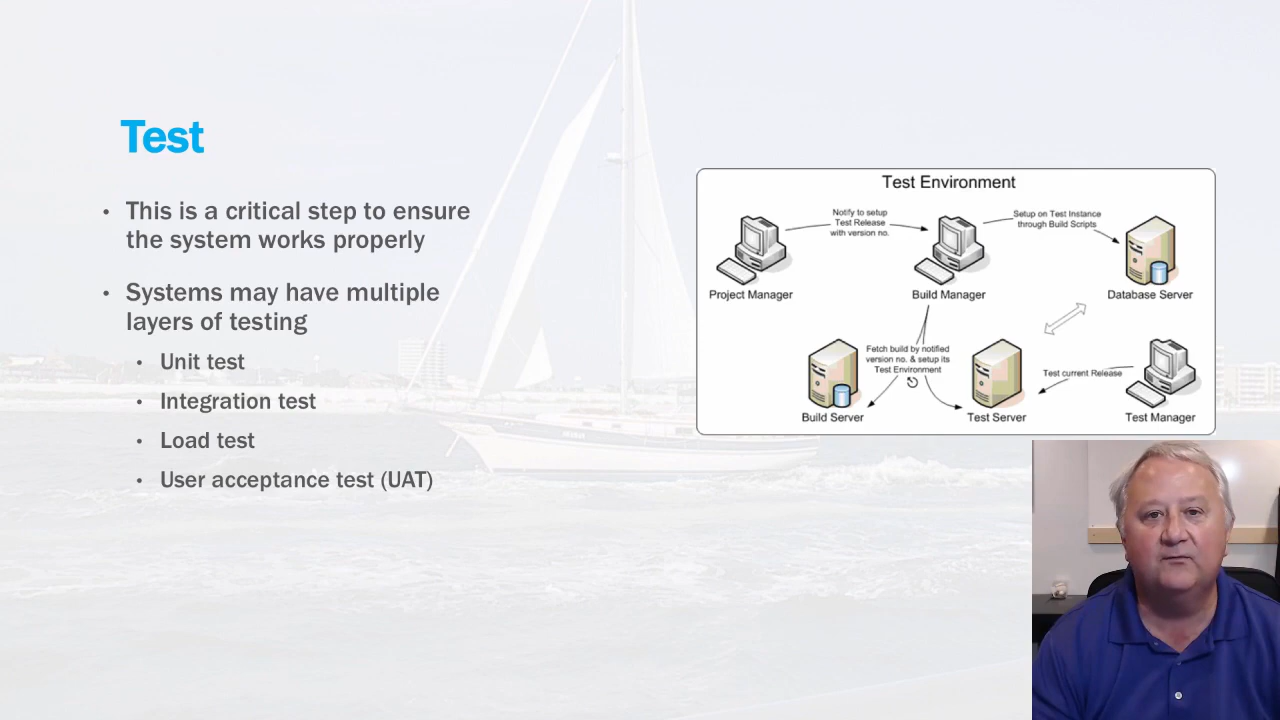 Test
• This is a critical step to ensure
the system works properly
• Systems may have multiple
layers of testing
• Unit test
• Integration test
• Load test
• User acceptance test (UAT)
Test Environment
Notify to setup
Test Release
with version no.
Setup on Test Instance
through Build Scripts
Project Manager
Build Manager
Database Server
Fetch build by notified
version no. & setup its
Test Environment
Test current Release
Build Server
Test Server
Test Manager